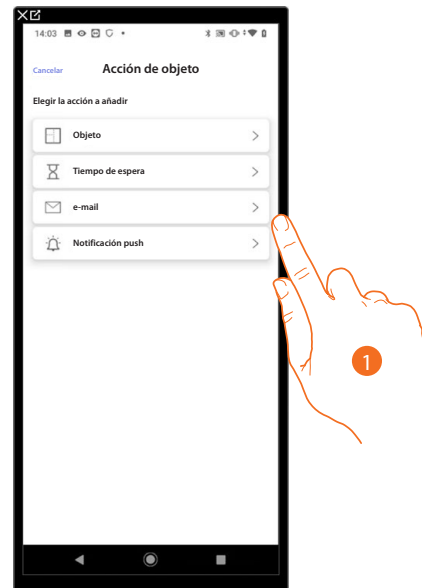 14:03
Cancelar Acción de objeto
Elegir la acción a añadir
Objeto
Tiempo de espera
e-mail
Notificación push
1